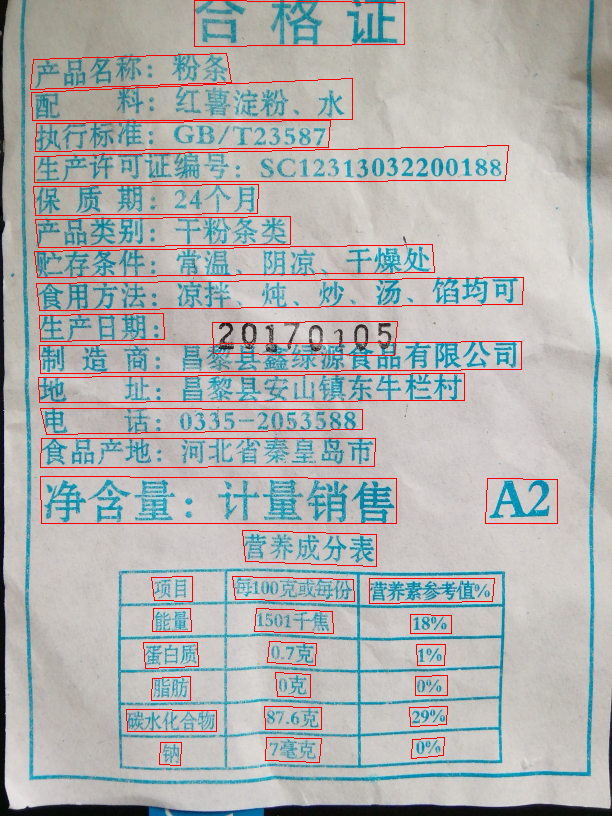 合格证
产品名称：粉条
配　　料：红薯淀粉、水
执行标准：GB/T23587
生产许可证编号：SC12313032200188
保 质 期：24个月
产品类别：干粉条类
贮存条件：常温、阴凉、干燥处
食用方法：凉拌、炖、炒、汤、馅均可
生产日期：20170105
制 造 商：昌黎县鑫绿源食品有限公司
地　　址：昌黎县安山镇东牛栏村
电　　话：0335-2053588
食品产地：河北省秦皇岛市
净含量：计量销售 A2
营养成分表
项目 每100克或每份 营养素参考值%
能量 1501千焦 18%
蛋白质 0.7克 1%
脂肪 0克 0%
碳水化合物 87.6克 29%
钠 7毫克 0%